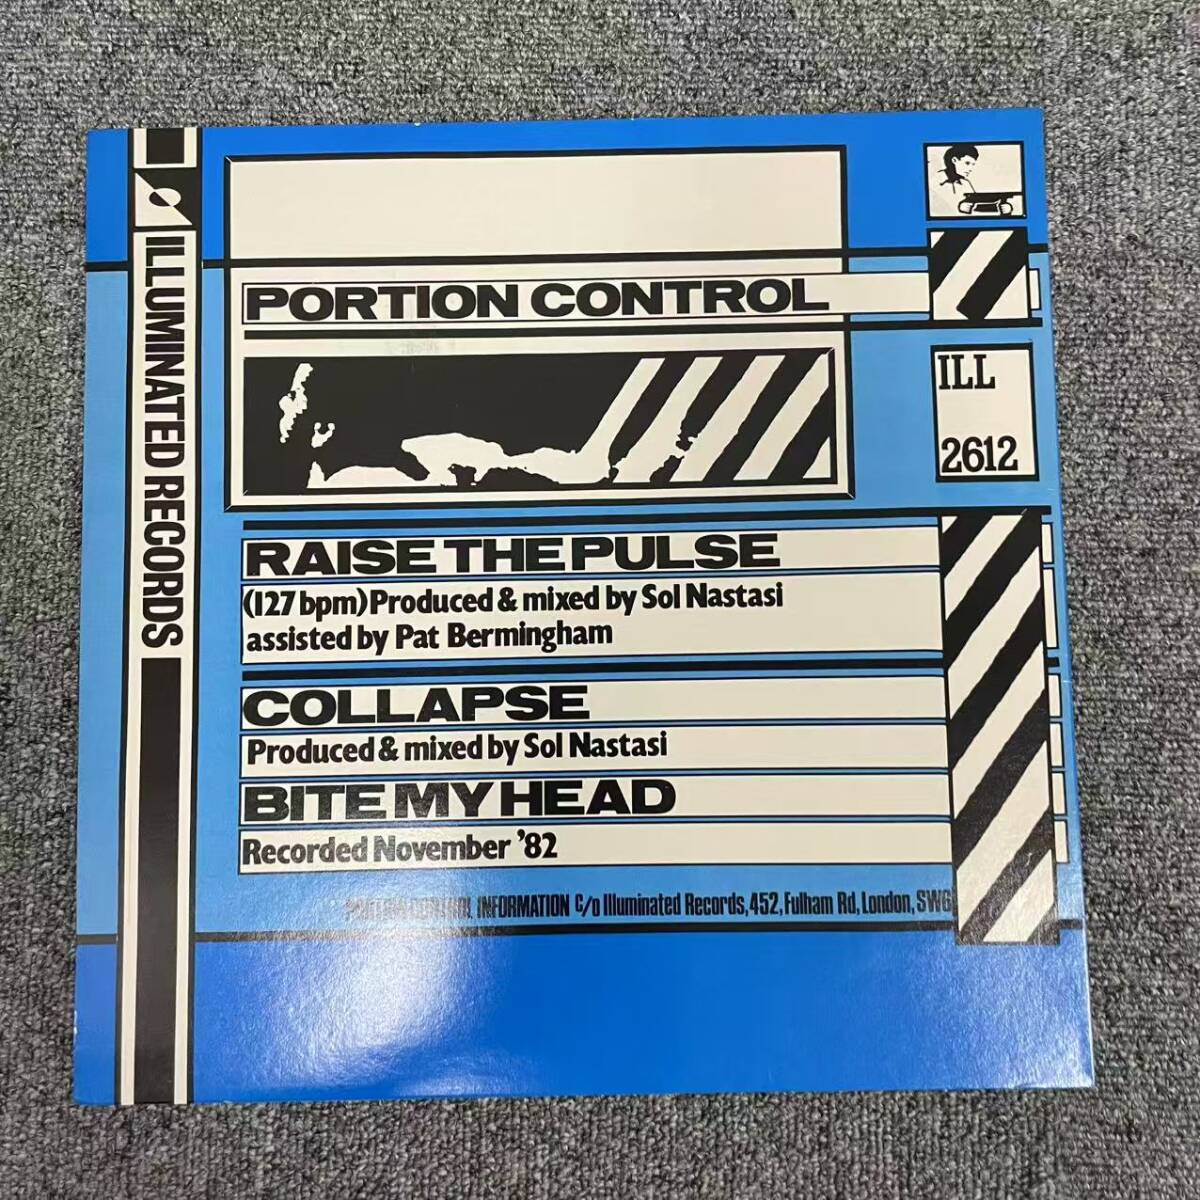 ILLUMINATED RECORDS
PORTION CONTROL
ILL
2612
RAISE THE PULSE
(127 bpm) Produced & mixed by Sol Nastasi
assisted by Pat Bermingham
COLLAPSE
Produced & mixed by Sol Nastasi
BITE MY HEAD
Recorded November '82
PORTION CONTROL INFORMATION C/O Illuminated Records, 452, Fulham Rd, London, SW6